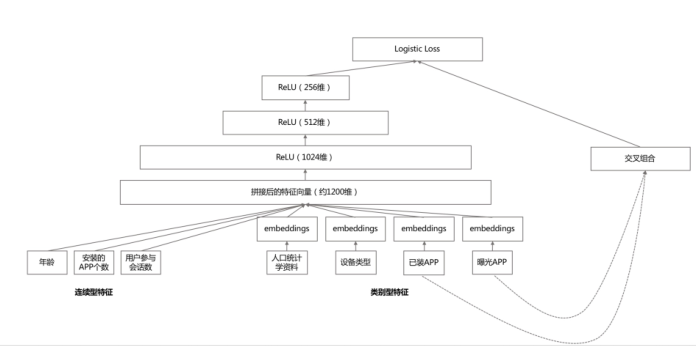 Logistic Loss
ReLU（256维）
ReLU（512维）
ReLU（1024维）
交叉组合
拼接后的特征向量（约1200维）
embeddings
embeddings
embeddings
embeddings
年龄
安装的
APP个数
用户参与
会话数
人口统计
学资料
设备类型
已装APP
曝光APP
连续型特征
类别型特征